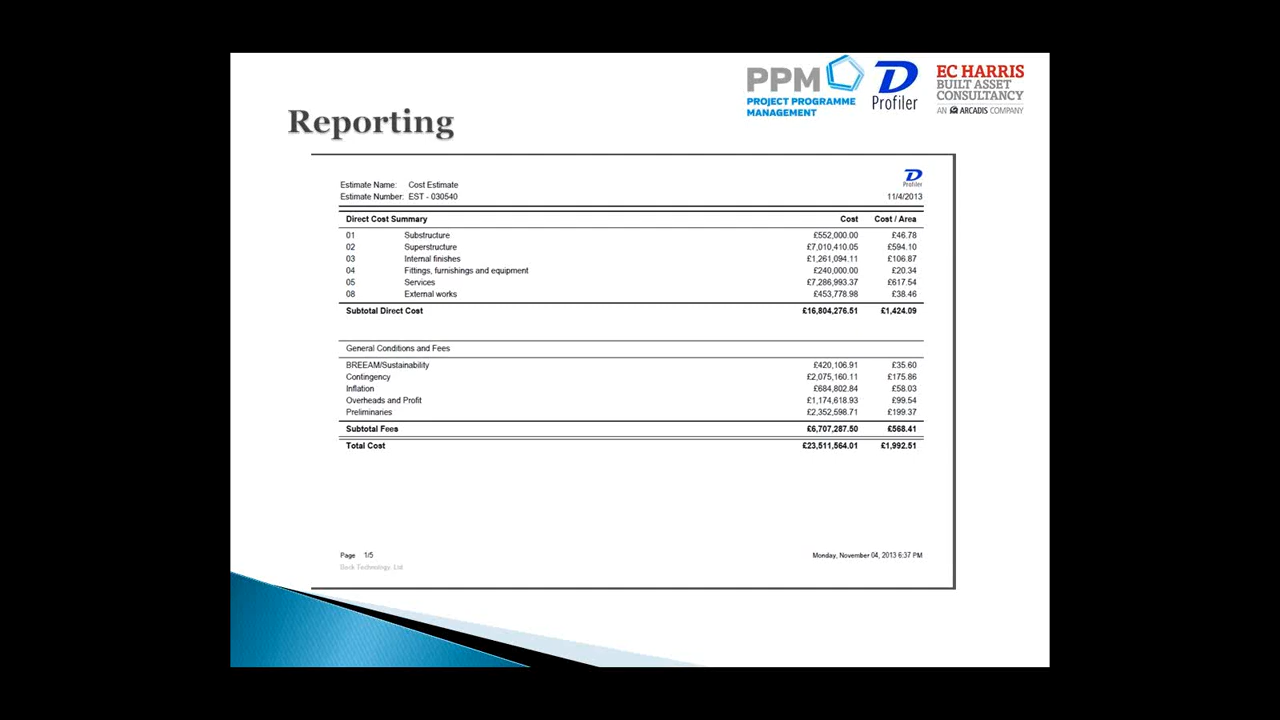 PPM
PROJECT PROGRAMME
MANAGEMENT
D
Profiler
EC HARRIS
BUILT ASSET
CONSULTANCY
AN ARCADIS COMPANY
Reporting
D
Profiler
Estimate Name: Cost Estimate
Estimate Number: EST - 030540 11/4/2013
Direct Cost Summary Cost Cost / Area
01 Substructure £552,000.00 £46.78
02 Superstructure £7,010,410.05 £594.10
03 Internal finishes £1,261,094.11 £106.87
04 Fittings, furnishings and equipment £240,000.00 £20.34
05 Services £7,286,993.37 £617.54
08 External works £453,778.98 £38.46
Subtotal Direct Cost £16,804,276.51 £1,424.09
General Conditions and Fees
BREEAM/Sustainability £420,106.91 £35.60
Contingency £2,075,160.11 £175.86
Inflation £684,802.84 £58.03
Overheads and Profit £1,174,618.93 £99.54
Preliminaries £2,352,598.71 £199.37
Subtotal Fees £6,707,287.50 £568.41
Total Cost £23,511,564.01 £1,992.51
Page 1/5 Monday, November 04, 2013 6:37 PM
Beck Technology Ltd